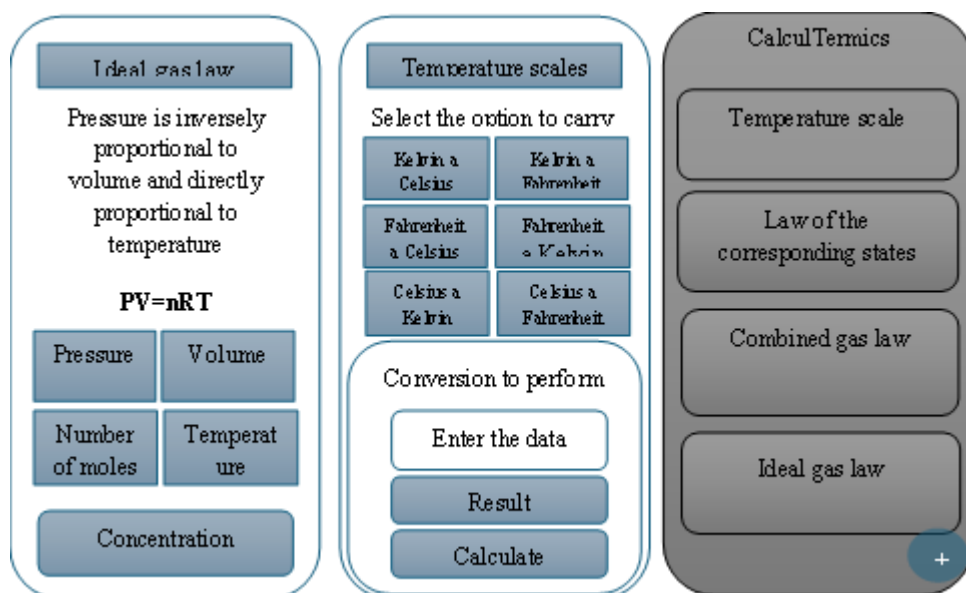 Ideal gas law
Pressure is inversely
proportional to
volume and directly
proportional to
temperature
PV=nRT
Pressure
Volume
Number
of moles
Temperat
ure
Concentration
Temperature scales
Select the option to carry
Kelvin a
Celsius
Kelvin a
Fahrenheit
Fahrenheit
a Celsius
Fahrenheit
a Kelvin
Celsius a
Kelvin
Celsius a
Fahrenheit
Conversion to perform
Enter the data
Result
Calculate
CalculTermics
Temperature scale
Law of the
corresponding states
Combined gas law
Ideal gas law
+